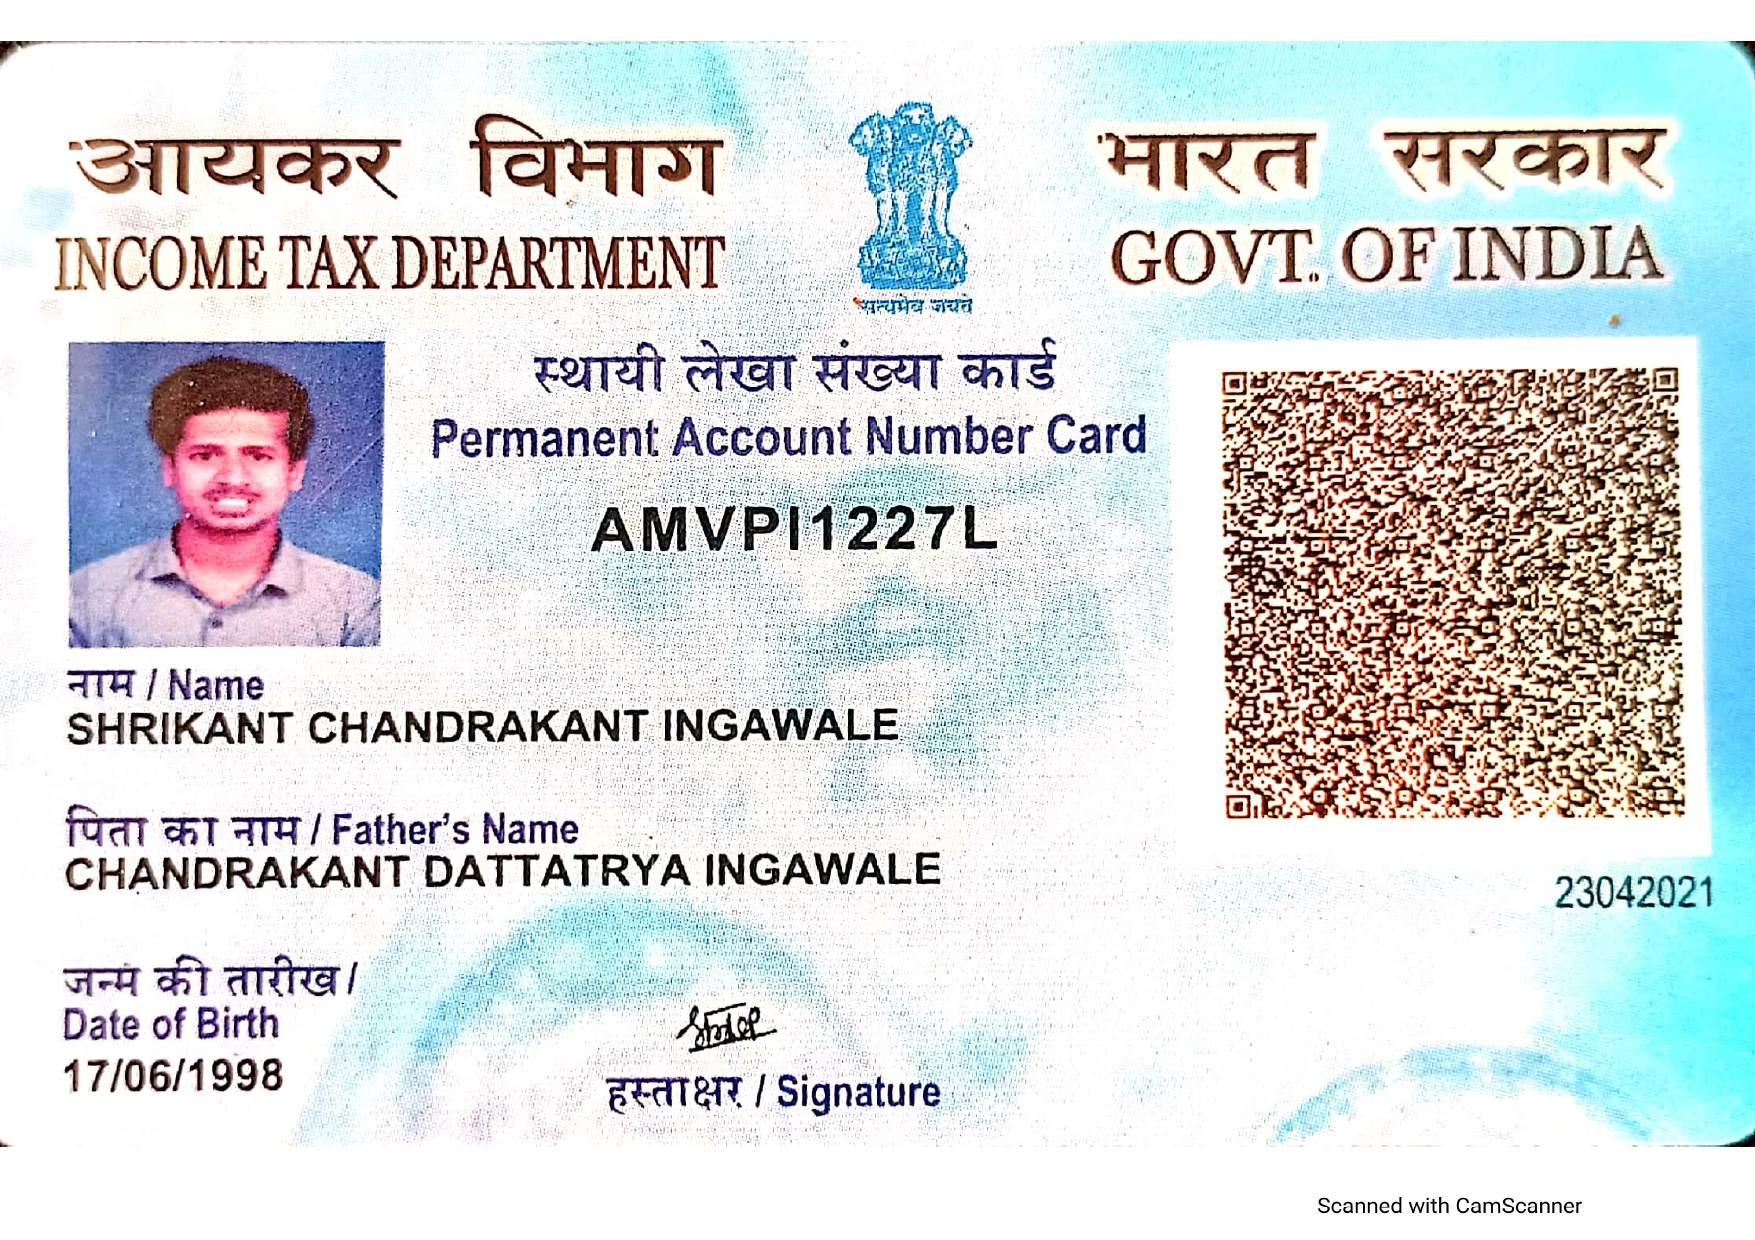 आयकर विभाग
INCOME TAX DEPARTMENT
सत्यमेव जयते
भारत सरकार
GOVT. OF INDIA
स्थायी लेखा संख्या कार्ड
Permanent Account Number Card
AMVPI1227L
नाम / Name
SHRIKANT CHANDRAKANT INGAWALE
पिता का नाम / Father's Name
CHANDRAKANT DATTATRYA INGAWALE
23042021
जन्म की तारीख /
Date of Birth
17/06/1998
हस्ताक्षर / Signature
Scanned with CamScanner